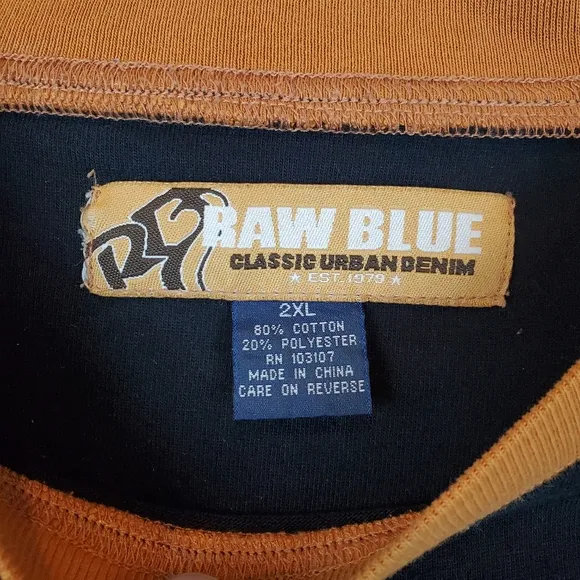 RB
RAW BLUE
CLASSIC URBAN DENIM
★ EST. 1979 ★
2XL
80% COTTON
20% POLYESTER
RN 103107
MADE IN CHINA
CARE ON REVERSE